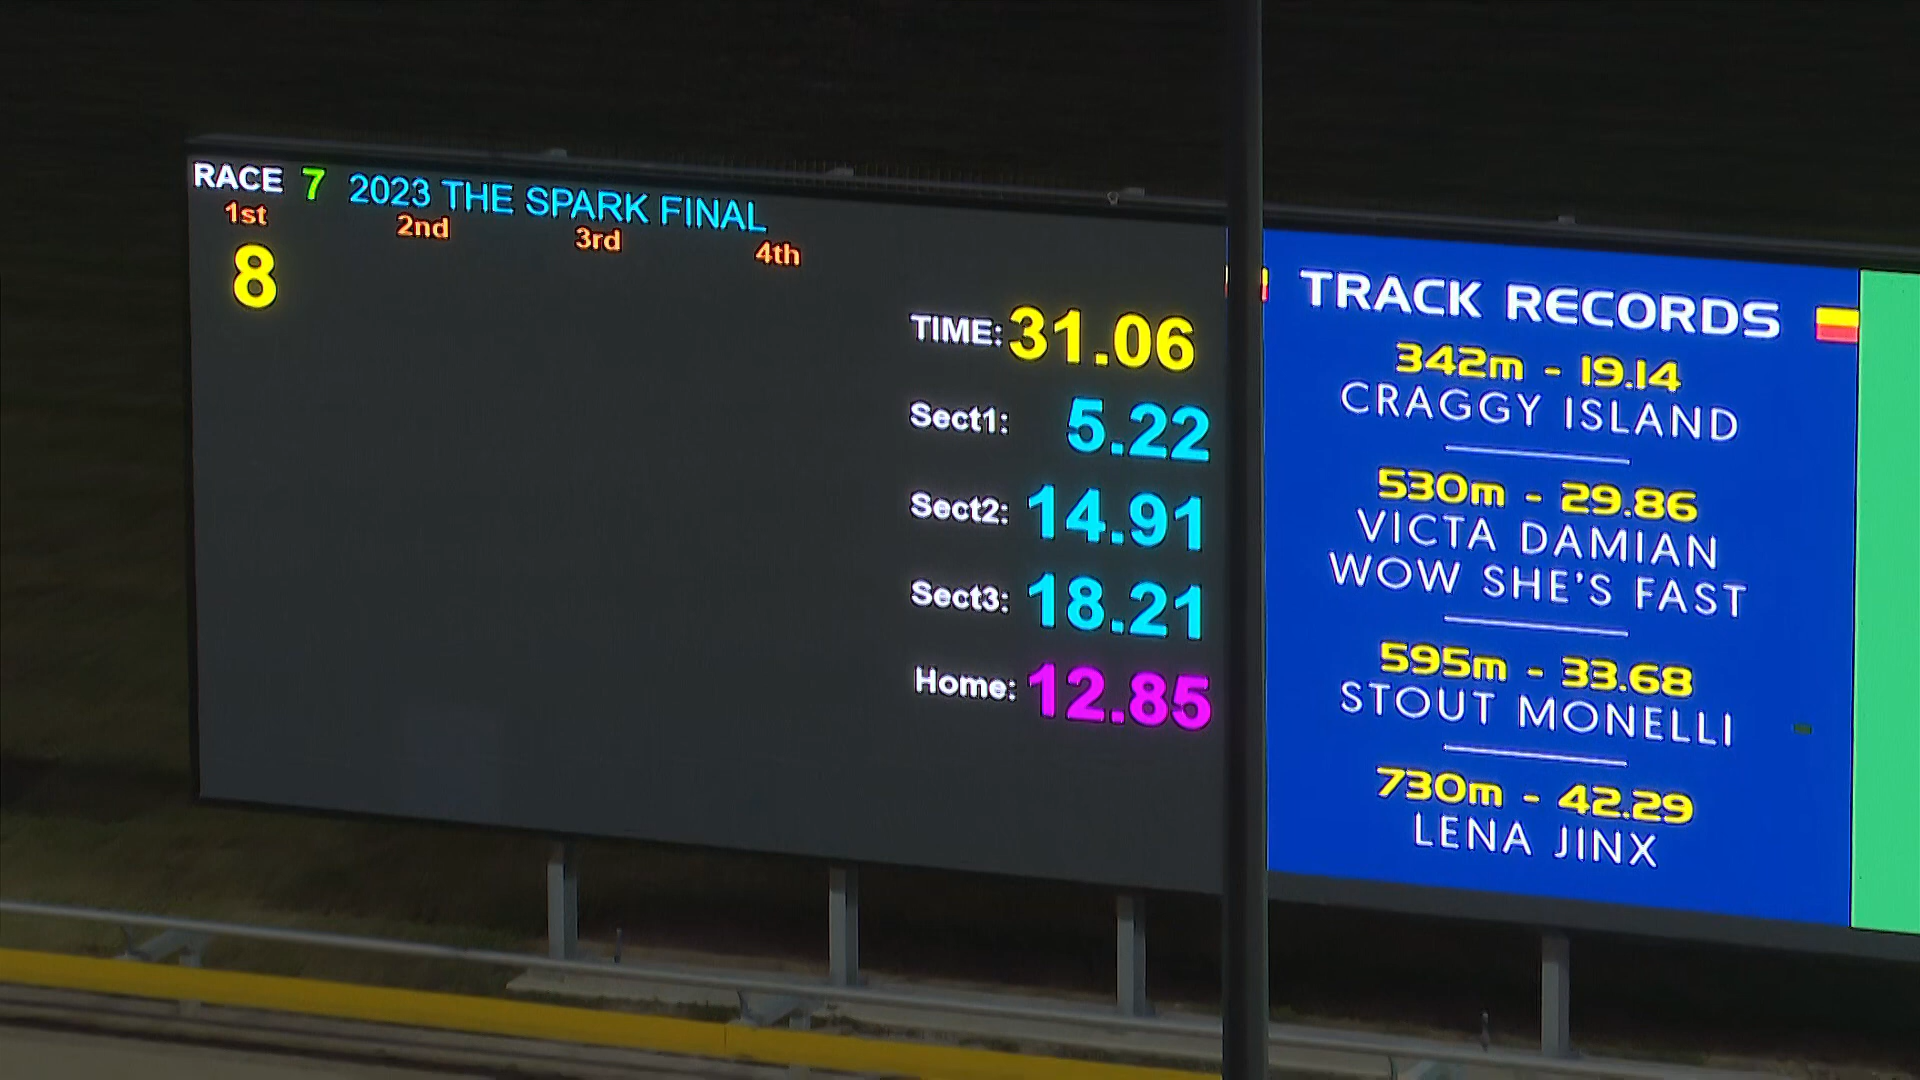 RACE 7 2023 THE SPARK FINAL
1st 2nd 3rd 4th
8
TIME: 31.06
Sect1: 5.22
Sect2: 14.91
Sect3: 18.21
Home: 12.85
TRACK RECORDS
342m - 19.14
CRAGGY ISLAND
530m - 29.86
VICTA DAMIAN
WOW SHE'S FAST
595m - 33.68
STOUT MONELLI
730m - 42.29
LENA JINX